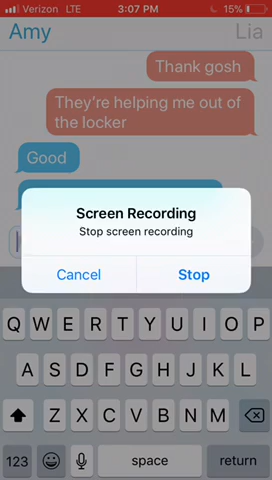 Verizon LTE 3:07 PM 15%
Amy Lia
Thank gosh
They're helping me out of
the locker
Good
Screen Recording
Stop screen recording
Cancel Stop
Q W E R T Y U I O P
A S D F G H J K L
Z X C V B N M
123 space return